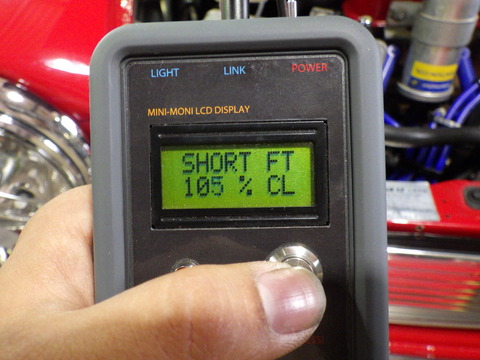 LIGHT LINK POWER
MINI-MONI LCD DISPLAY
SHORT FT
105 % CL